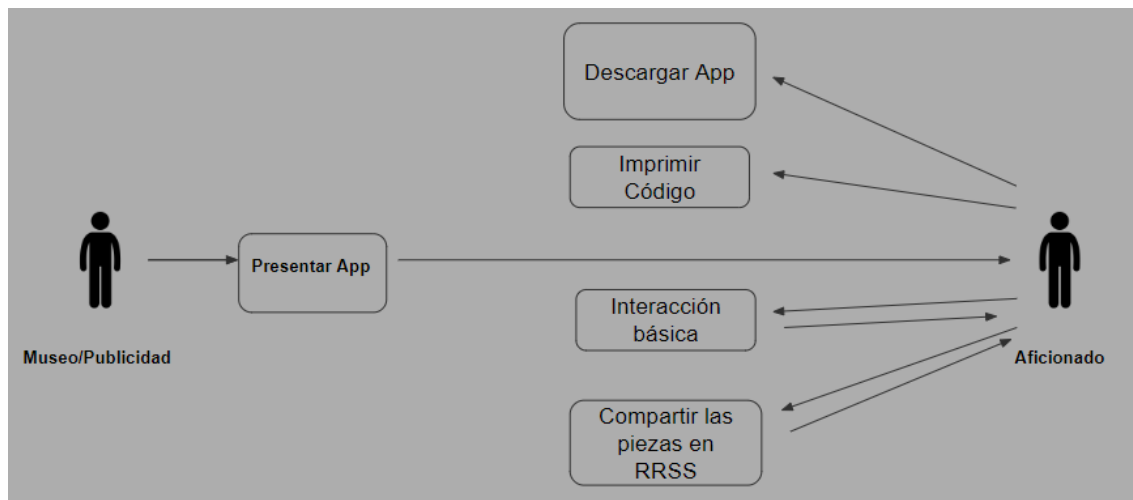 Descargar App
Imprimir
Código
Presentar App
Interacción
básica
Museo/Publicidad
Aficionado
Compartir las
piezas en
RRSS